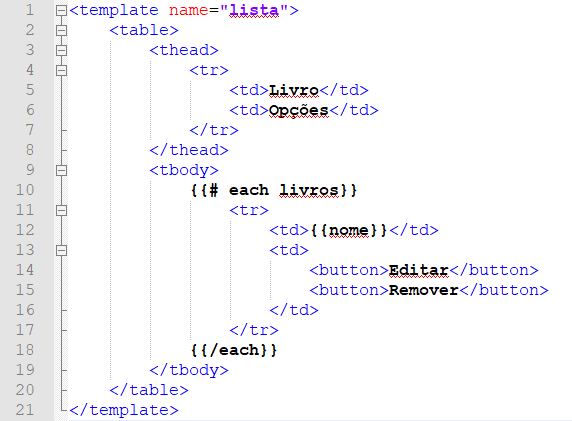 1 <template name="lista">
2 <table>
3 <thead>
4 <tr>
5 <td>Livro</td>
6 <td>Opções</td>
7 </tr>
8 </thead>
9 <tbody>
10 {{# each livros}}
11 <tr>
12 <td>{{nome}}</td>
13 <td>
14 <button>Editar</button>
15 <button>Remover</button>
16 </td>
17 </tr>
18 {{/each}}
19 </tbody>
20 </table>
21 </template>